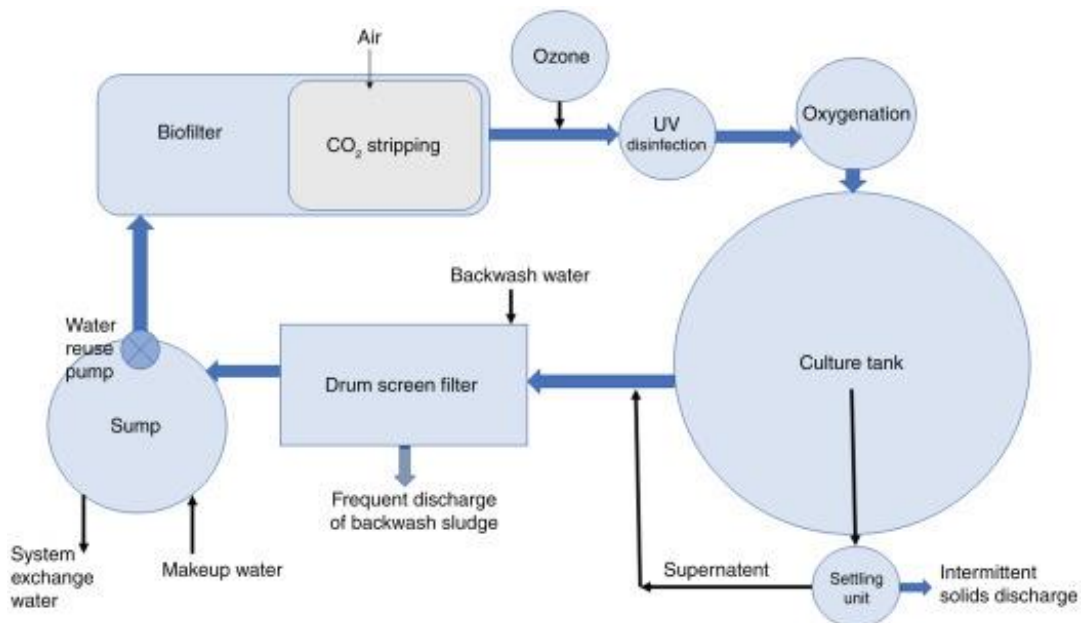 Air
Ozone
Biofilter
CO₂ stripping
UV
disinfection
Oxygenation
Backwash water
Water
reuse
pump
Drum screen filter
Culture tank
Sump
Frequent discharge
of backwash sludge
System
exchange
water
Makeup water
Supernatent
Settling
unit
Intermittent
solids discharge